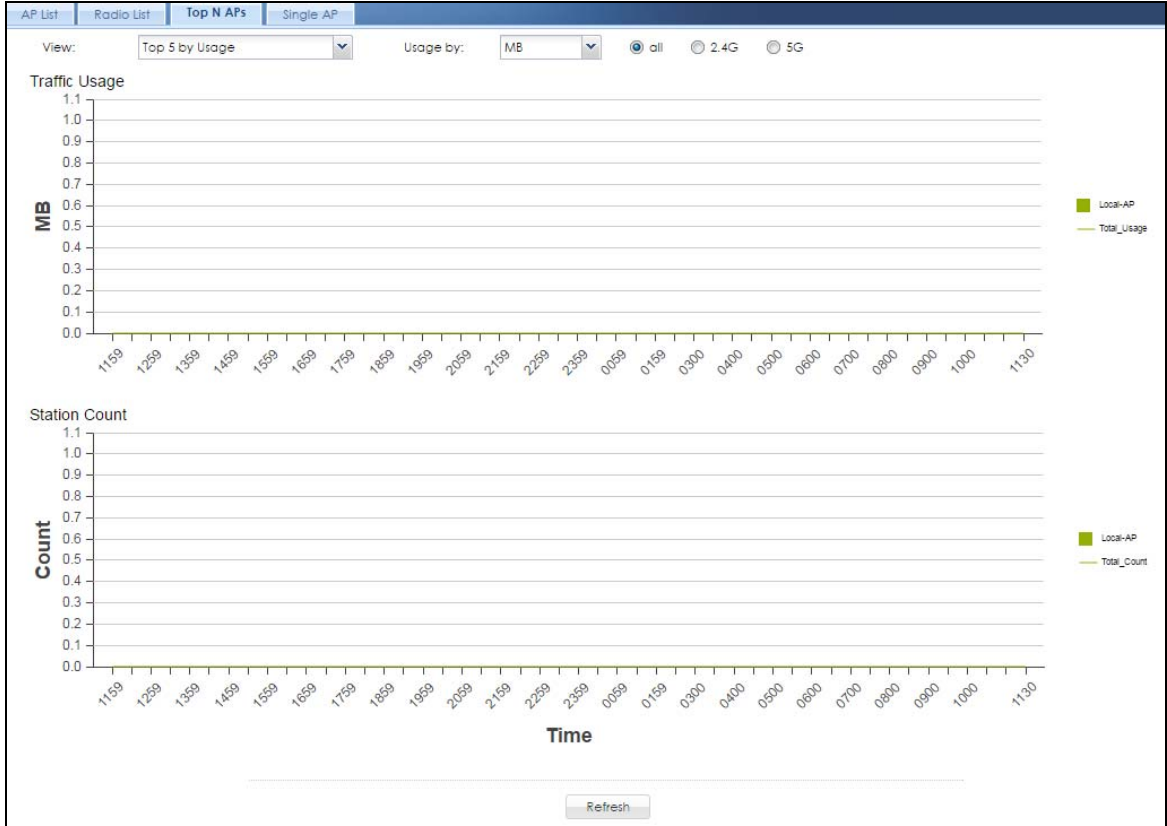 AP List Radio List Top N APs Single AP
View: Top 5 by Usage Usage by: MB all 2.4G 5G
Traffic Usage
1.1
1.0
0.9
0.8
0.7
0.6
0.5
0.4
0.3
0.2
0.1
0.0
MB
Local-AP
Total_Usage
1159 1259 1359 1459 1559 1659 1759 1859 1959 2059 2159 2259 2359 0059 0159 0300 0400 0500 0600 0700 0800 0900 1000 1130
Station Count
1.1
1.0
0.9
0.8
0.7
0.6
0.5
0.4
0.3
0.2
0.1
0.0
Count
Local-AP
Total_Count
1159 1259 1359 1459 1559 1659 1759 1859 1959 2059 2159 2259 2359 0059 0159 0300 0400 0500 0600 0700 0800 0900 1000 1130
Time
Refresh